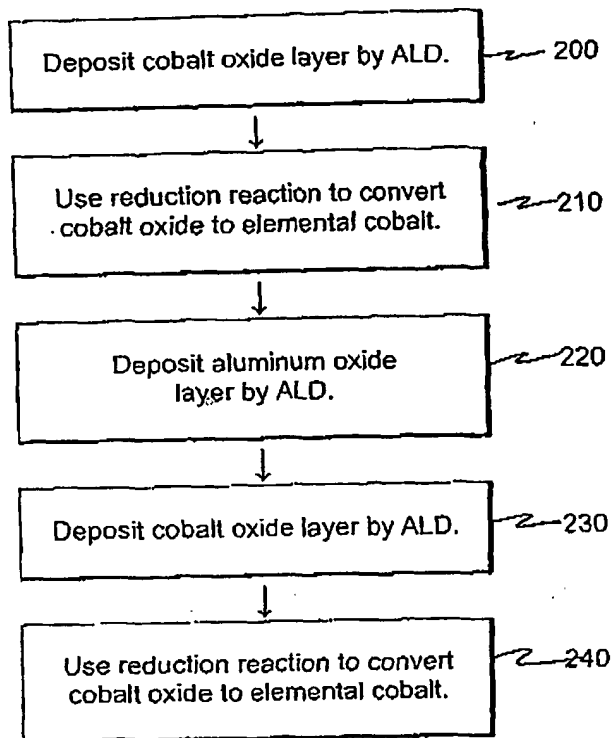 Deposit cobalt oxide layer by ALD.
200
Use reduction reaction to convert
cobalt oxide to elemental cobalt.
210
Deposit aluminum oxide
layer by ALD.
220
Deposit cobalt oxide layer by ALD.
230
Use reduction reaction to convert
cobalt oxide to elemental cobalt.
240